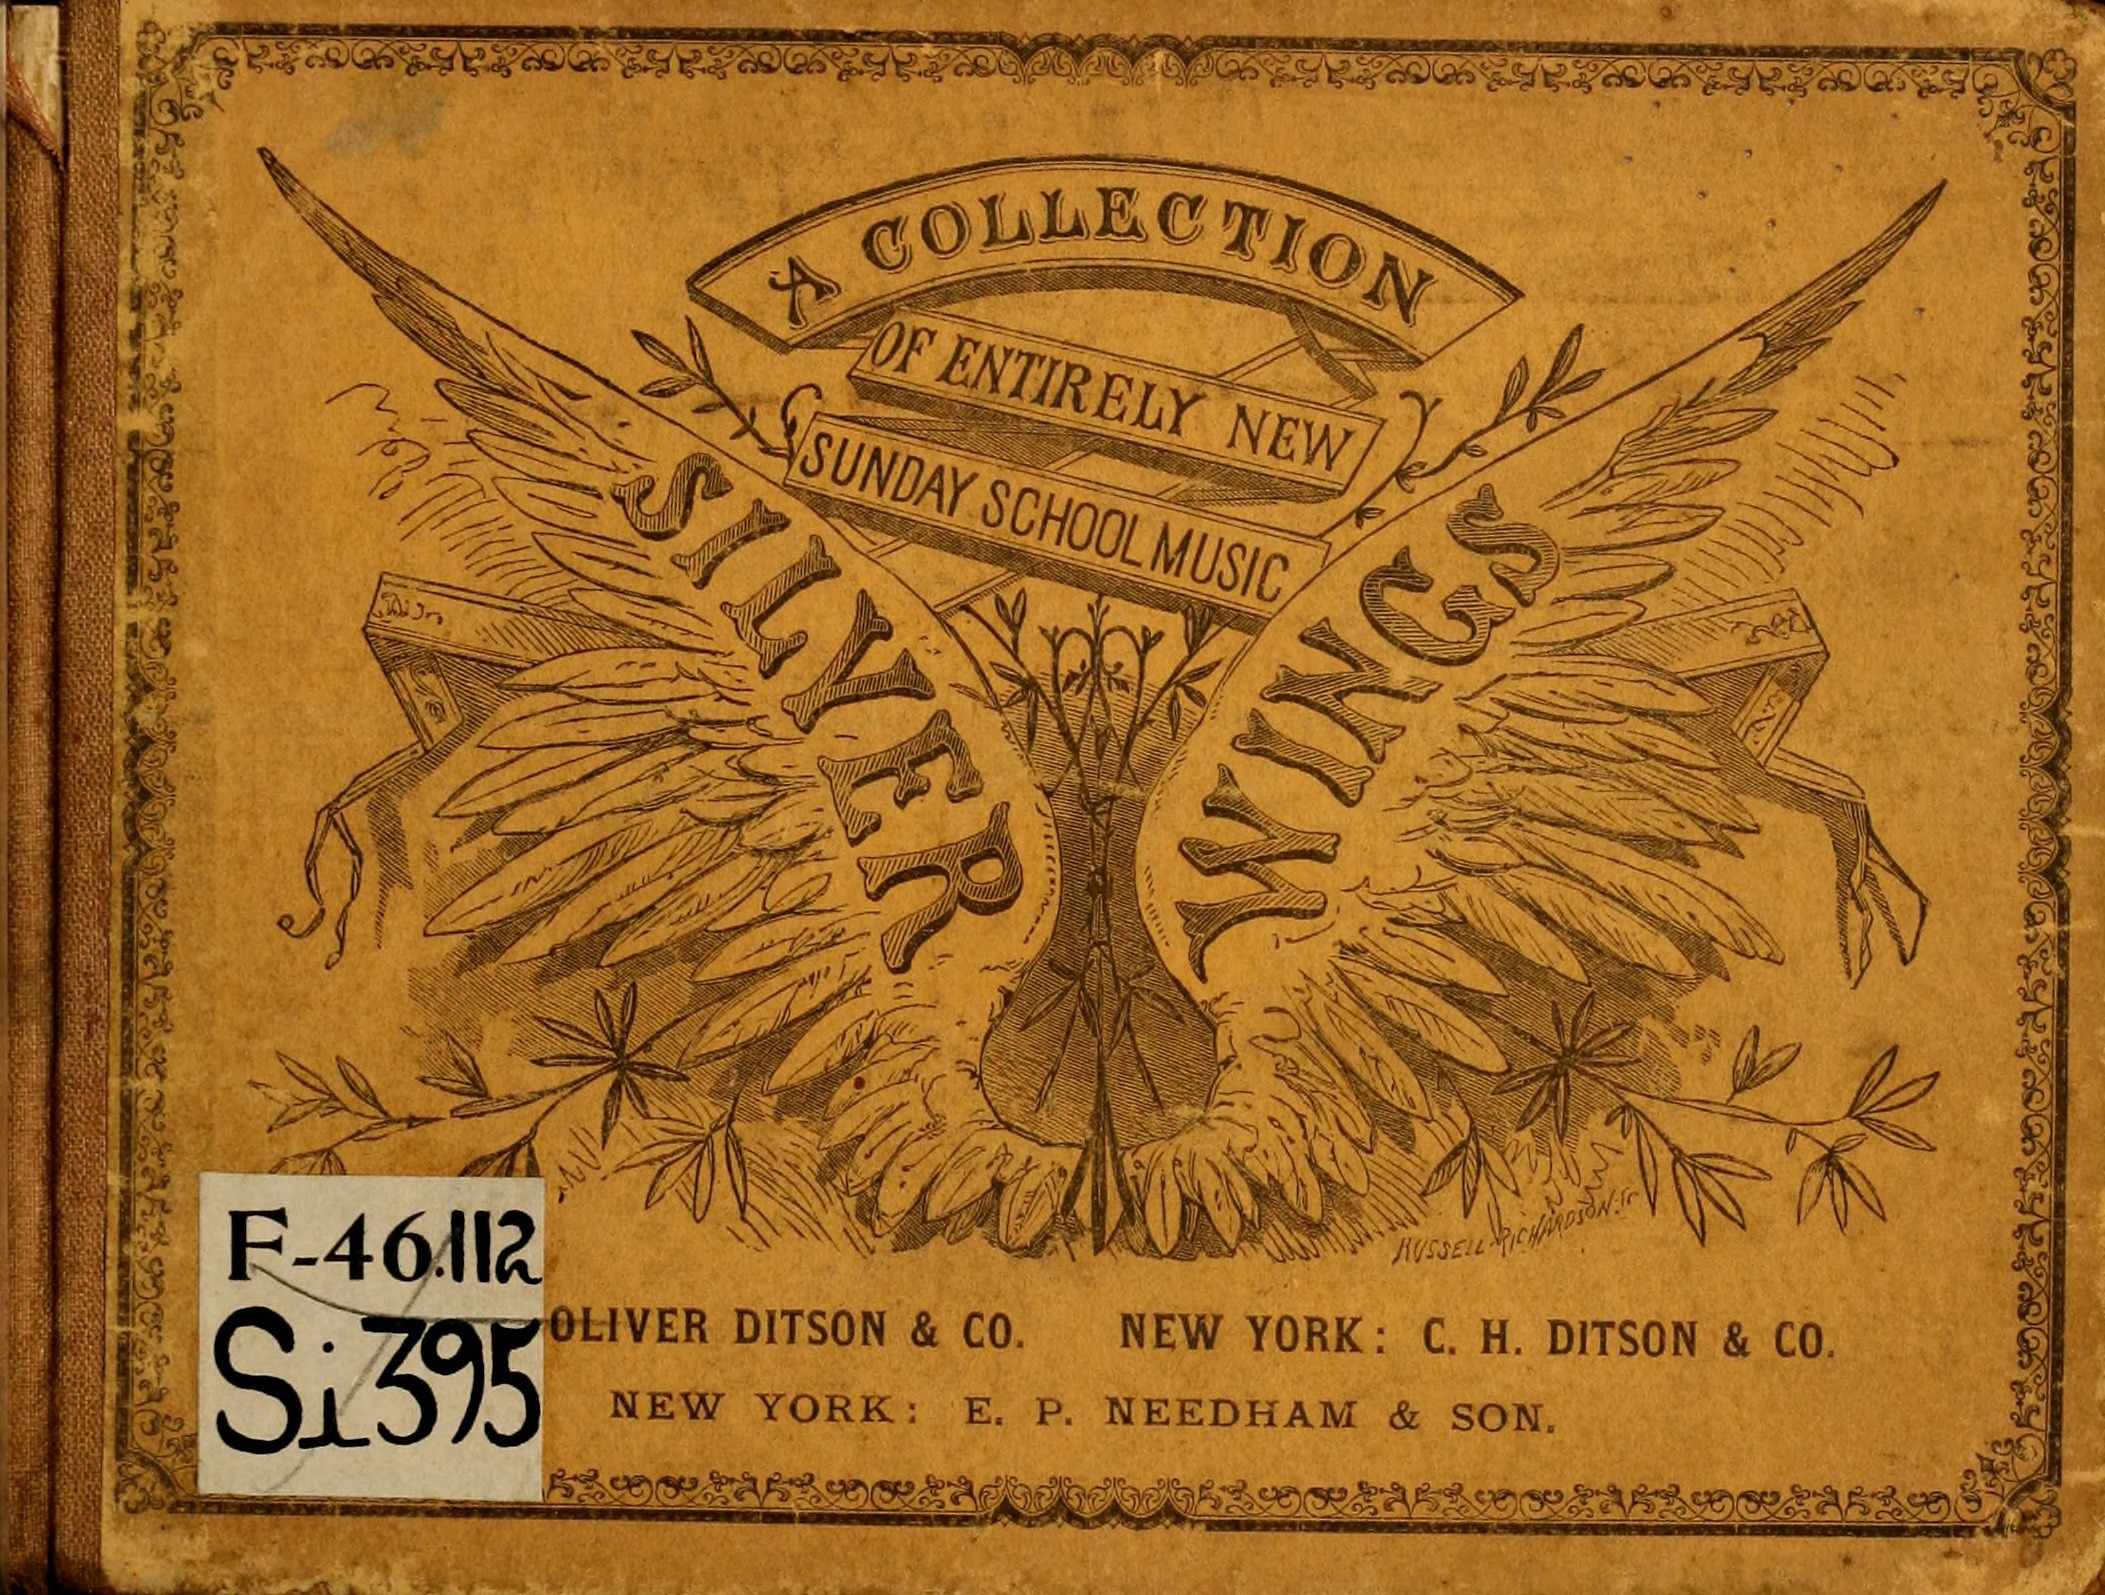 A COLLECTION
OF ENTIRELY NEW
SUNDAY SCHOOL MUSIC
SILVER WINGS
RUSSELL-RICHARDSON
F-46.112
Si395
OLIVER DITSON & CO. NEW YORK: C. H. DITSON & CO.
NEW YORK: E. P. NEEDHAM & SON.